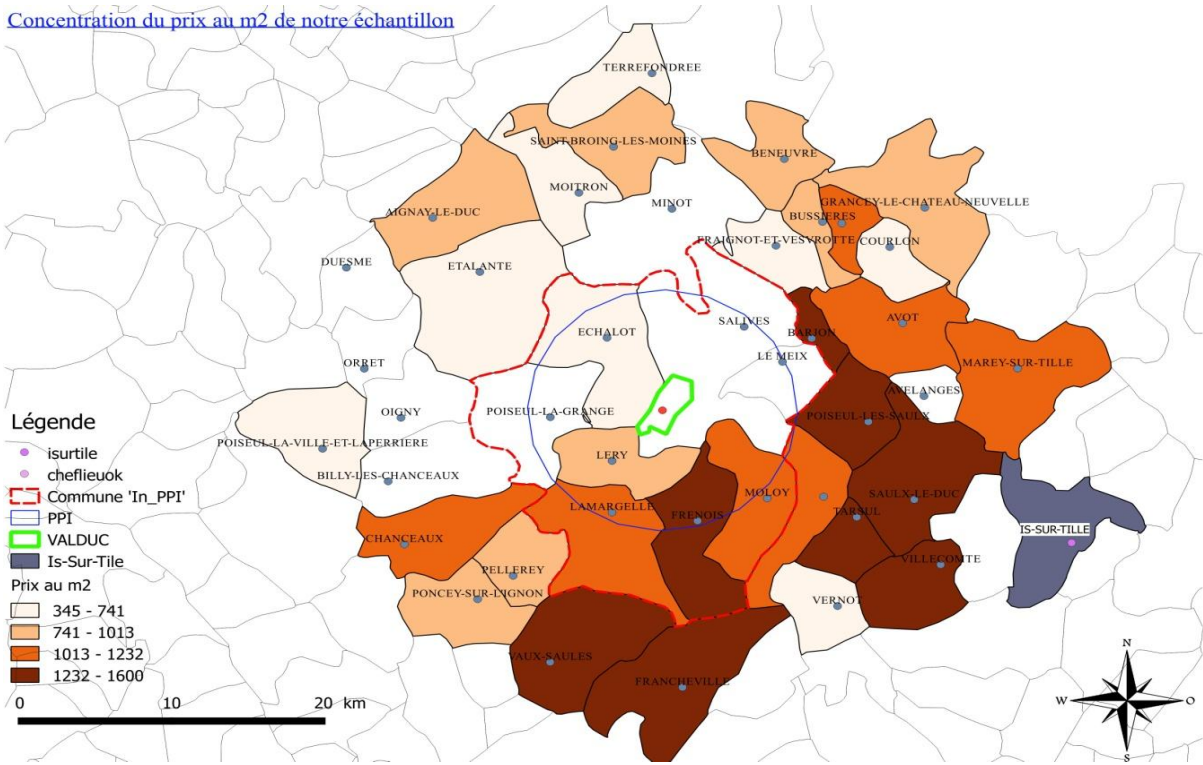 Concentration du prix au m2 de notre échantillon
TERREFONDREE
SAINT-BROING-LES-MOINES
BENEUVRE
MOITRON
MINOT
GRANCEY-LE-CHATEAU-NEUVELLE
AIGNAY-LE-DUC
BUSSIERES
FRAIGNOT-ET-VESVROTTE
COURLON
DUESME
ETALANTE
SALIVES
AVOT
ECHALOT
BARJON
LE MEIX
ORRET
MAREY-SUR-TILLE
AVELANGES
OIGNY
POISEUL-LA-GRANGE
POISEUL-LES-SAULX
POISEUL-LA-VILLE-ET-LAPERRIERE
LERY
BILLY-LES-CHANCEAUX
MOLOY
SAULX-LE-DUC
LAMARGELLE
FRENOIS
TARSUL
IS-SUR-TILLE
CHANCEAUX
VILLECOMTE
PELLEREY
PONCEY-SUR-L'IGNON
VERNOT
VAUX-SAULES
FRANCHEVILLE
Légende
isurtile
cheflieuok
Commune 'In_PPI'
PPI
VALDUC
Is-Sur-Tile
Prix au m2
345 - 741
741 - 1013
1013 - 1232
1232 - 1600
0 10 20 km
N
W O
S